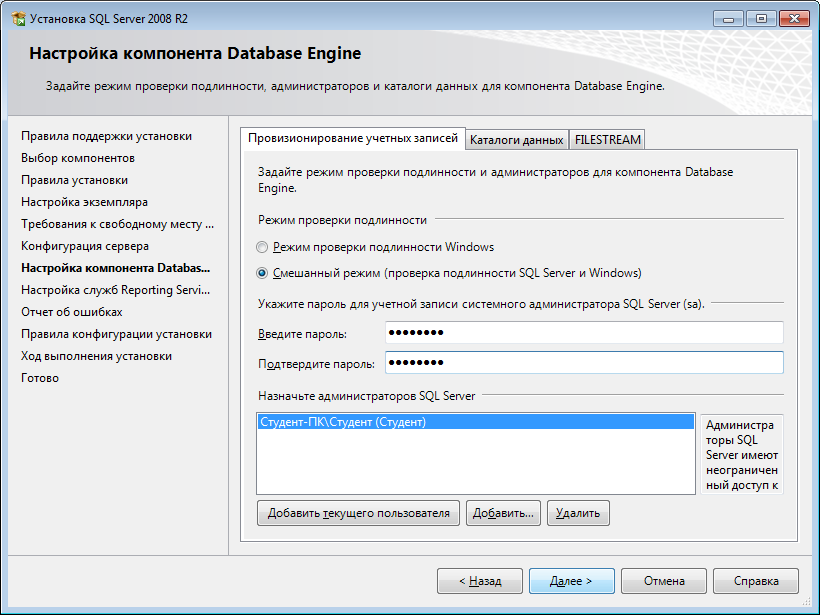 Установка SQL Server 2008 R2
Настройка компонента Database Engine
Задайте режим проверки подлинности, администраторов и каталоги данных для компонента Database Engine.
Правила поддержки установки
Выбор компонентов
Правила установки
Настройка экземпляра
Требования к свободному месту ...
Конфигурация сервера
Настройка компонента Databas...
Настройка служб Reporting Servi...
Отчет об ошибках
Правила конфигурации установки
Ход выполнения установки
Готово
Провизионирование учетных записей
Каталоги данных
FILESTREAM
Задайте режим проверки подлинности и администраторов для компонента Database
Engine.
Режим проверки подлинности
Режим проверки подлинности Windows
Смешанный режим (проверка подлинности SQL Server и Windows)
Укажите пароль для учетной записи системного администратора SQL Server (sa).
Введите пароль:
●●●●●●●●
Подтвердите пароль:
●●●●●●●●
Назначьте администраторов SQL Server
Студент-ПК\Студент (Студент)
Администра
торы SQL
Server имеют
неограничен
ный доступ к
Добавить текущего пользователя
Добавить...
Удалить
< Назад
Далее >
Отмена
Справка